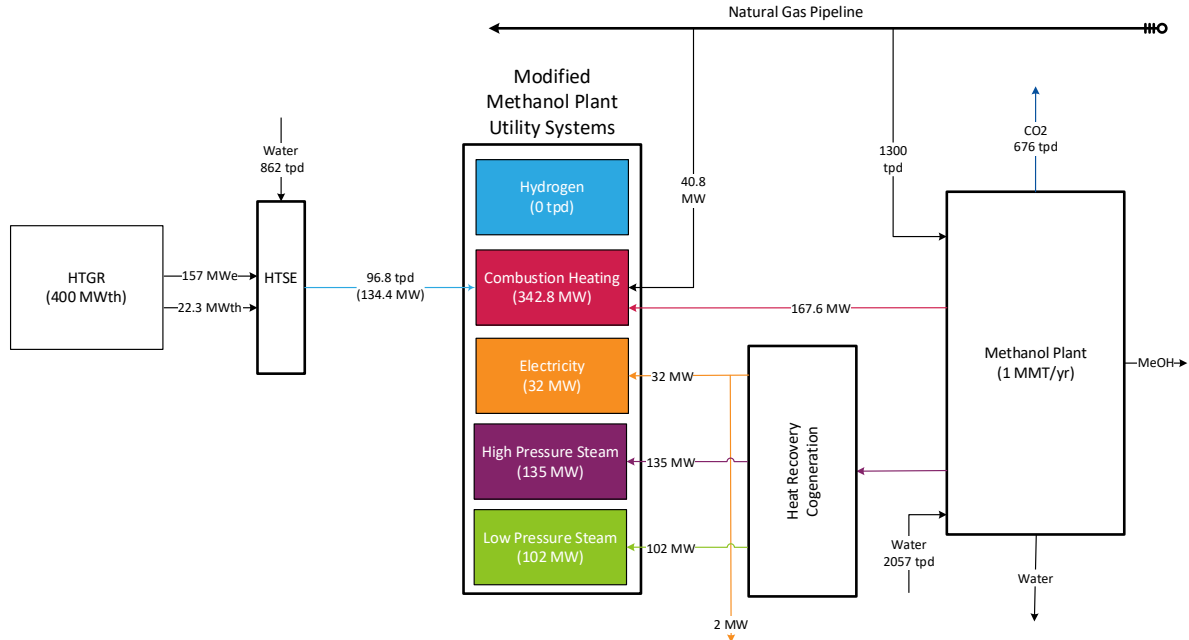 Natural Gas Pipeline
Modified
Methanol Plant
Utility Systems
CO2
676 tpd
Water
862 tpd
1300
tpd
40.8
MW
Hydrogen
(0 tpd)
HTGR
(400 MWth)
157 MWe
22.3 MWth
HTSE
96.8 tpd
(134.4 MW)
Combustion Heating
(342.8 MW)
167.6 MW
Methanol Plant
(1 MMT/yr)
MeOH
Electricity
(32 MW)
32 MW
High Pressure Steam
(135 MW)
135 MW
Heat Recovery
Cogeneration
Low Pressure Steam
(102 MW)
102 MW
Water
2057 tpd
Water
2 MW